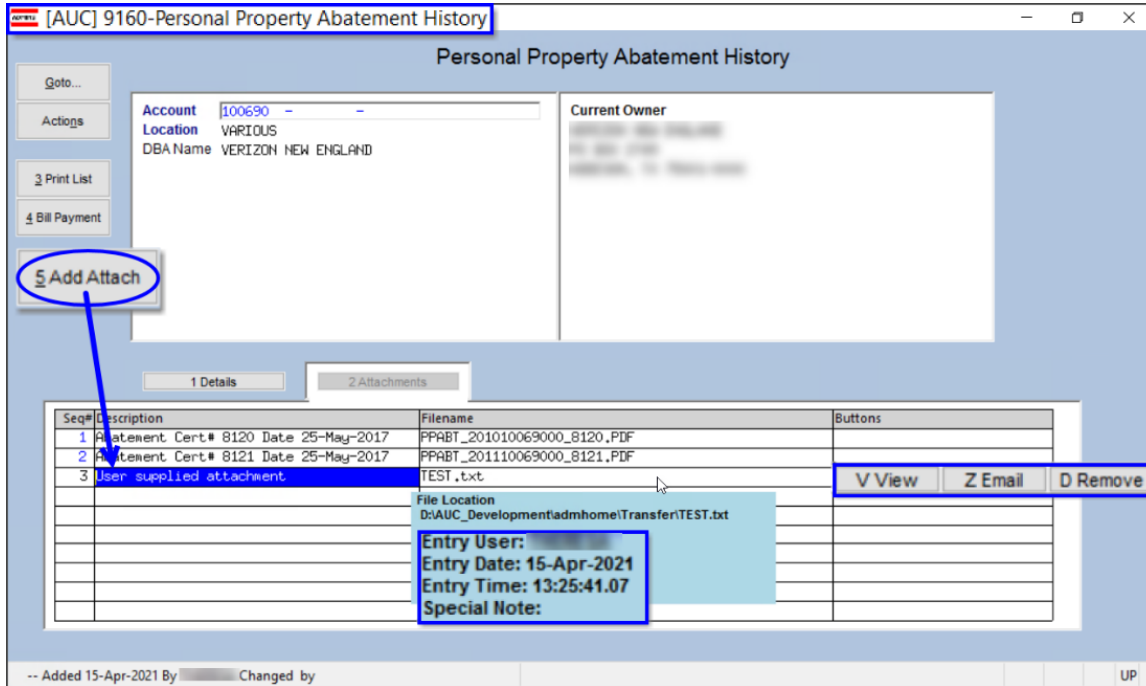 ADMINS [AUC] 9160-Personal Property Abatement History
Personal Property Abatement History
Goto...
Actions
3 Print List
4 Bill Payment
5 Add Attach
Account 100690 - -
Location VARIOUS
DBA Name VERIZON NEW ENGLAND
Current Owner
1 Details 2 Attachments
Seq# Description Filename Buttons
1 Abatement Cert# 8120 Date 25-May-2017 PPABT_201010069000_8120.PDF
2 Abatement Cert# 8121 Date 25-May-2017 PPABT_201110069000_8121.PDF
3 User supplied attachment TEST.txt V View Z Email D Remove
File Location
D:\AUC_Development\admhome\Transfer\TEST.txt
Entry User:
Entry Date: 15-Apr-2021
Entry Time: 13:25:41.07
Special Note:
-- Added 15-Apr-2021 By Changed by UP